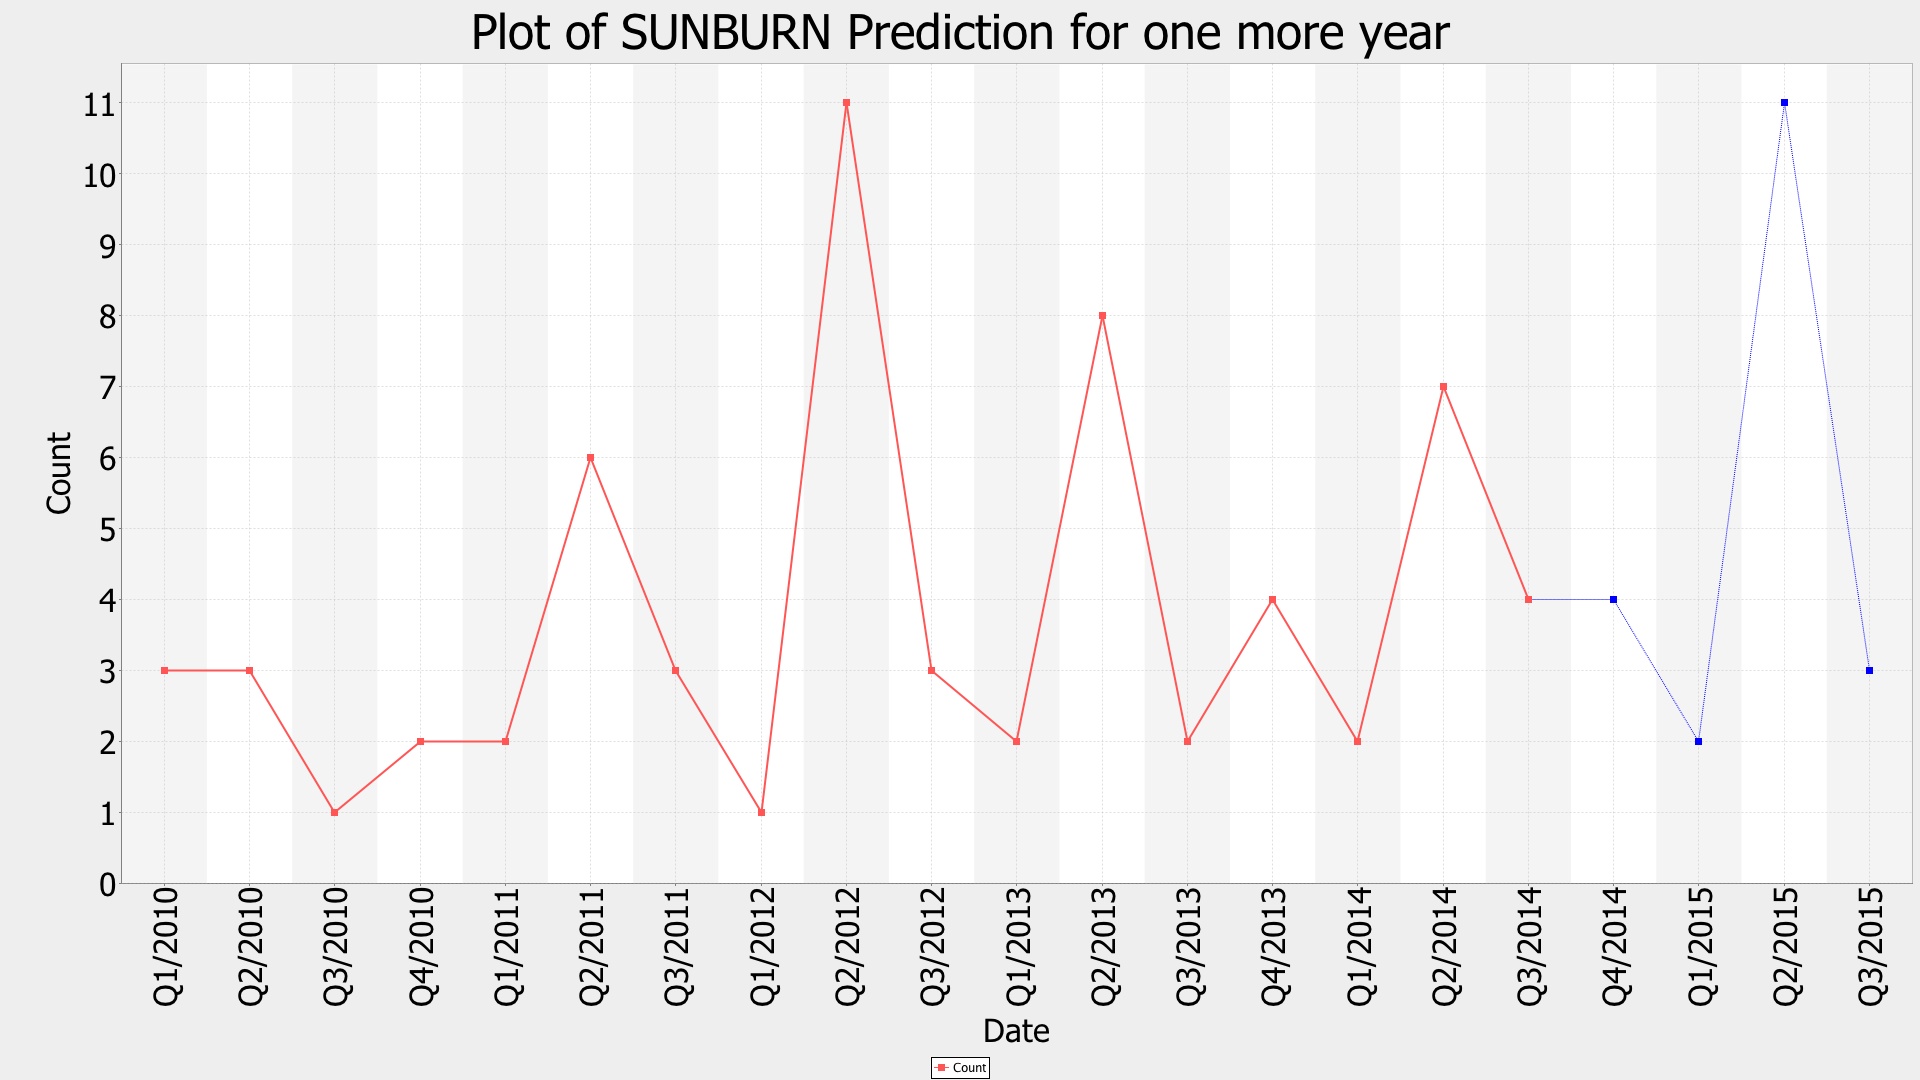 Plot of SUNBURN Prediction for one more year
Count
11
10
9
8
7
6
5
4
3
2
1
0
Q1/2010
Q2/2010
Q3/2010
Q4/2010
Q1/2011
Q2/2011
Q3/2011
Q1/2012
Q2/2012
Q3/2012
Q1/2013
Q2/2013
Q3/2013
Q4/2013
Q1/2014
Q2/2014
Q3/2014
Q4/2014
Q1/2015
Q2/2015
Q3/2015
Date
Count